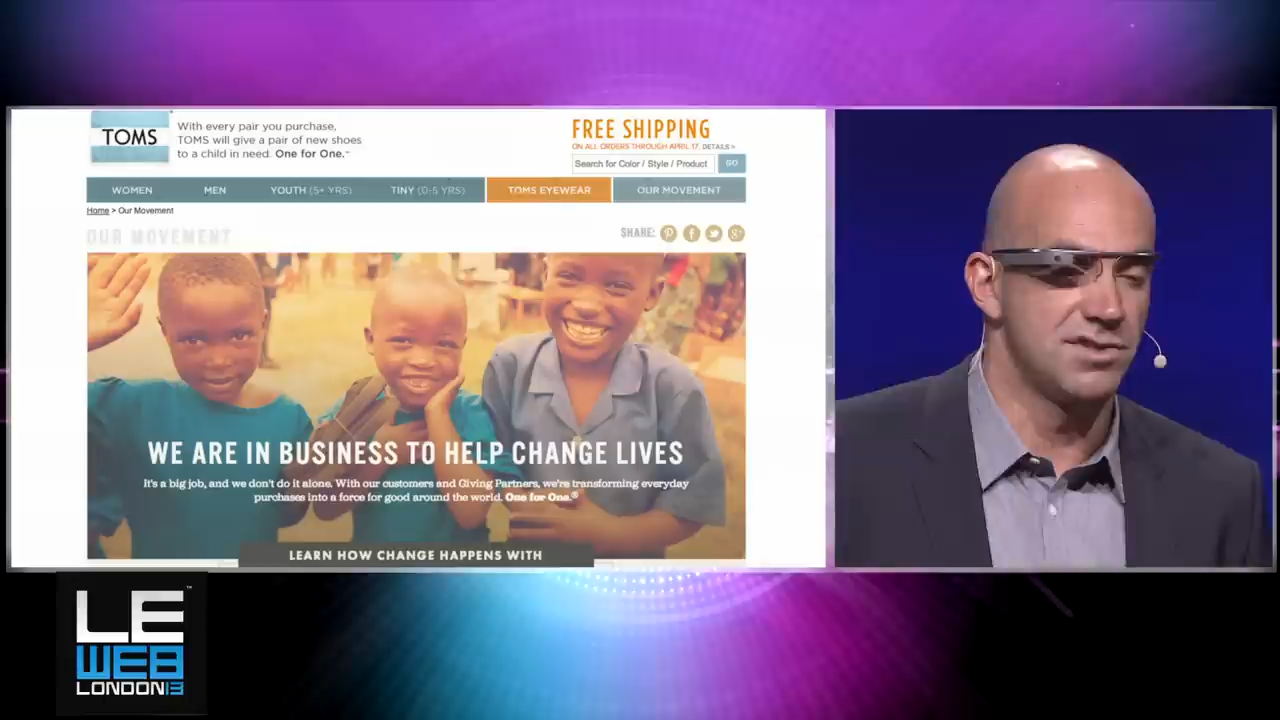 TOMS
With every pair you purchase,
TOMS will give a pair of new shoes
to a child in need. One for One.™
FREE SHIPPING
ON ALL ORDERS THROUGH APRIL 17. DETAILS >
Search for Color / Style / Product GO
WOMEN MEN YOUTH (5+ YRS) TINY (0-5 YRS) TOMS EYEWEAR OUR MOVEMENT
Home > Our Movement
OUR MOVEMENT
SHARE:
WE ARE IN BUSINESS TO HELP CHANGE LIVES
It's a big job, and we don't do it alone. With our customers and Giving Partners, we're transforming everyday
purchases into a force for good around the world. One for One.®
LEARN HOW CHANGE HAPPENS WITH
LE
WEB
LONDON13